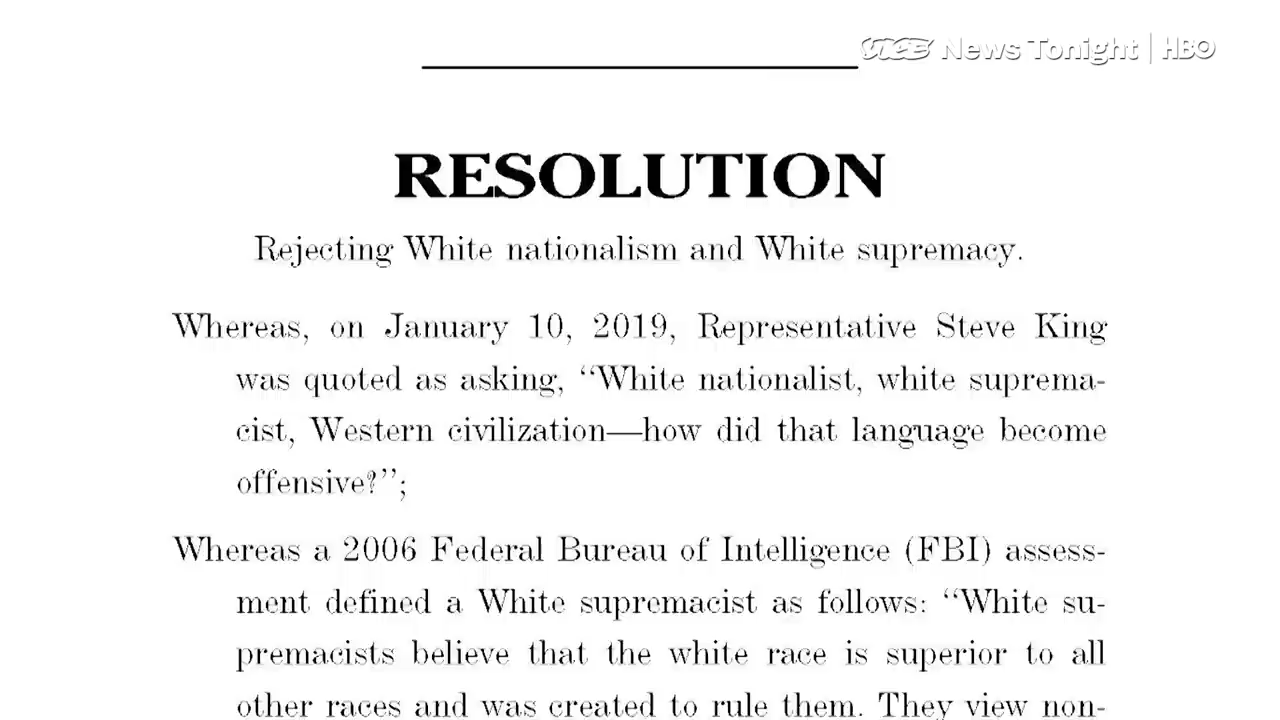 VICE News Tonight | HBO
RESOLUTION
Rejecting White nationalism and White supremacy.
Whereas, on January 10, 2019, Representative Steve King
was quoted as asking, ‘‘White nationalist, white suprema-
cist, Western civilization—how did that language become
offensive?’’;
Whereas a 2006 Federal Bureau of Intelligence (FBI) assess-
ment defined a White supremacist as follows: ‘‘White su-
premacists believe that the white race is superior to all
other races and was created to rule them. They view non-